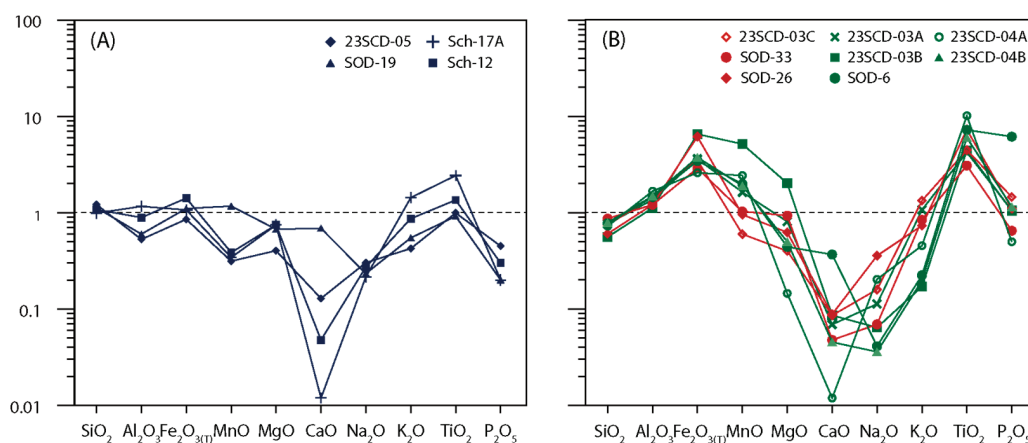 100
10
1
0.1
0.01
(A)
23SCD-05 Sch-17A
SOD-19 Sch-12
(B)
23SCD-03C 23SCD-03A 23SCD-04A
SOD-33 23SCD-03B 23SCD-04B
SOD-26 SOD-6
SiO₂ Al₂O₃ Fe₂O₃₍T₎ MnO MgO CaO Na₂O K₂O TiO₂ P₂O₅
SiO₂ Al₂O₃ Fe₂O₃₍T₎ MnO MgO CaO Na₂O K₂O TiO₂ P₂O₅